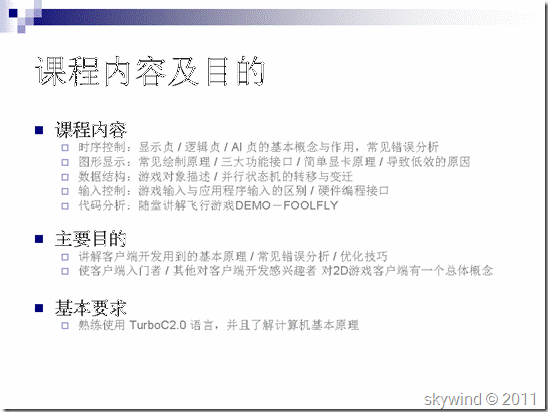 课程内容及目的
课程内容
时序控制：显示贞 / 逻辑贞 / AI 贞的基本概念与作用，常见错误分析
图形显示：常见绘制原理 / 三大功能接口 / 简单显卡原理 / 导致低效的原因
数据结构：游戏对象描述 / 并行状态机的转移与变迁
输入控制：游戏输入与应用程序输入的区别 / 硬件编程接口
代码分析：随堂讲解飞行游戏DEMO－FOOLFLY
主要目的
讲解客户端开发用到的基本原理 / 常见错误分析 / 优化技巧
使客户端入门者 / 其他对客户端开发感兴趣者 对2D游戏客户端有一个总体概念
基本要求
熟练使用 TurboC2.0 语言，并且了解计算机基本原理
skywind © 2011